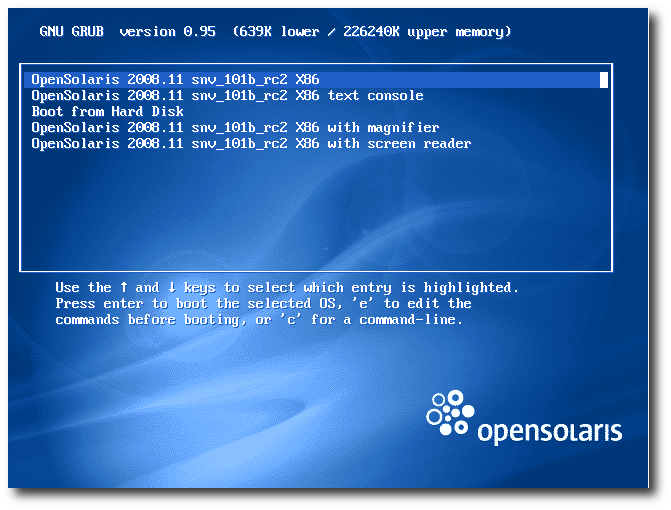 GNU GRUB version 0.95 (639K lower / 226240K upper memory)
OpenSolaris 2008.11 snv_101b_rc2 X86
OpenSolaris 2008.11 snv_101b_rc2 X86 text console
Boot from Hard Disk
OpenSolaris 2008.11 snv_101b_rc2 X86 with magnifier
OpenSolaris 2008.11 snv_101b_rc2 X86 with screen reader
Use the ↑ and ↓ keys to select which entry is highlighted.
Press enter to boot the selected OS, 'e' to edit the
commands before booting, or 'c' for a command-line.
opensolaris